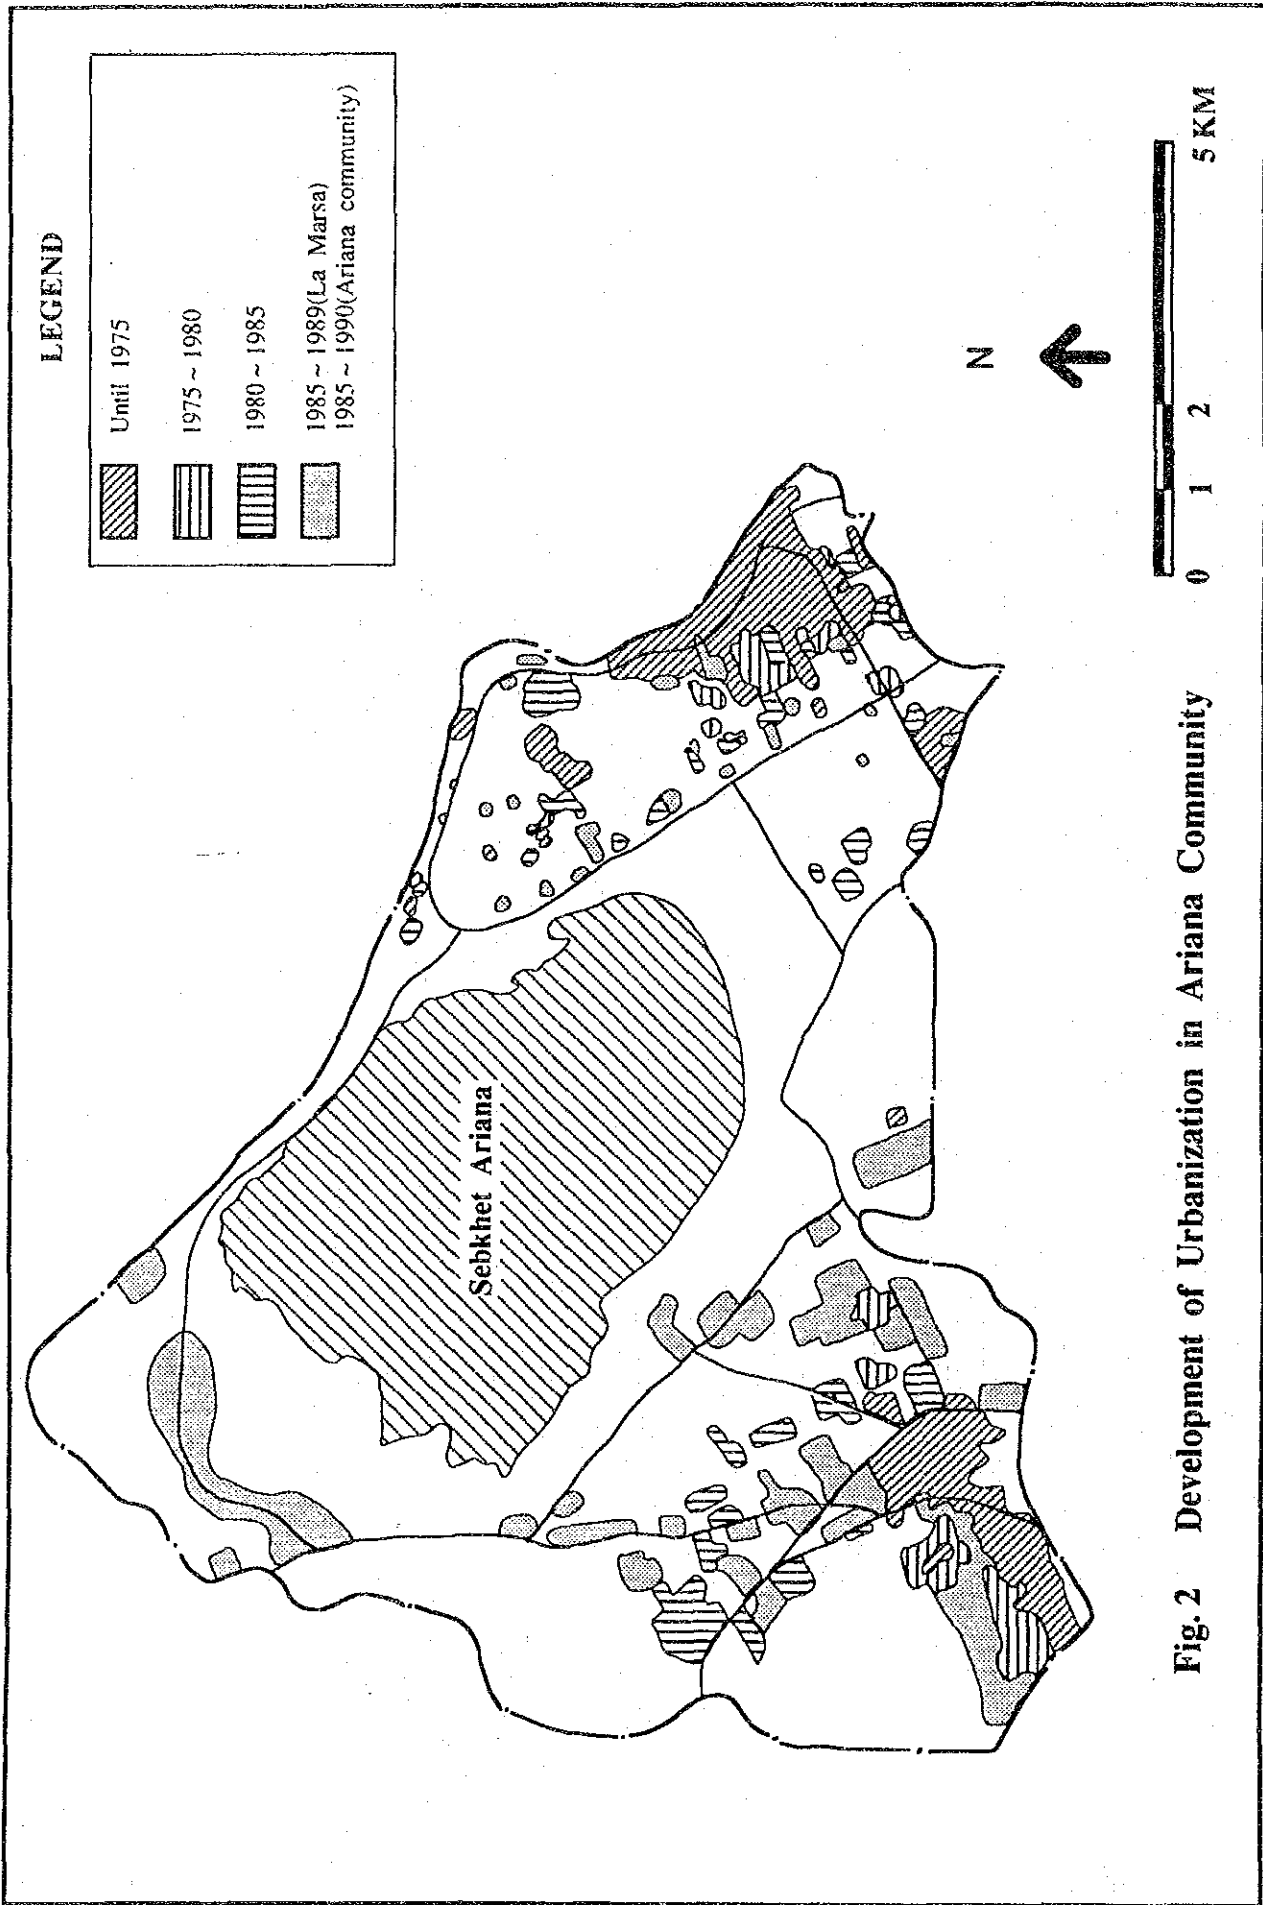 LEGEND
Until 1975
1975 ~ 1980
1980 ~ 1985
1985 ~ 1989(La Marsa)
1985 ~ 1990(Ariana community)
Sebkhet Ariana
N
0 1 2 5 KM
Fig. 2 Development of Urbanization in Ariana Community